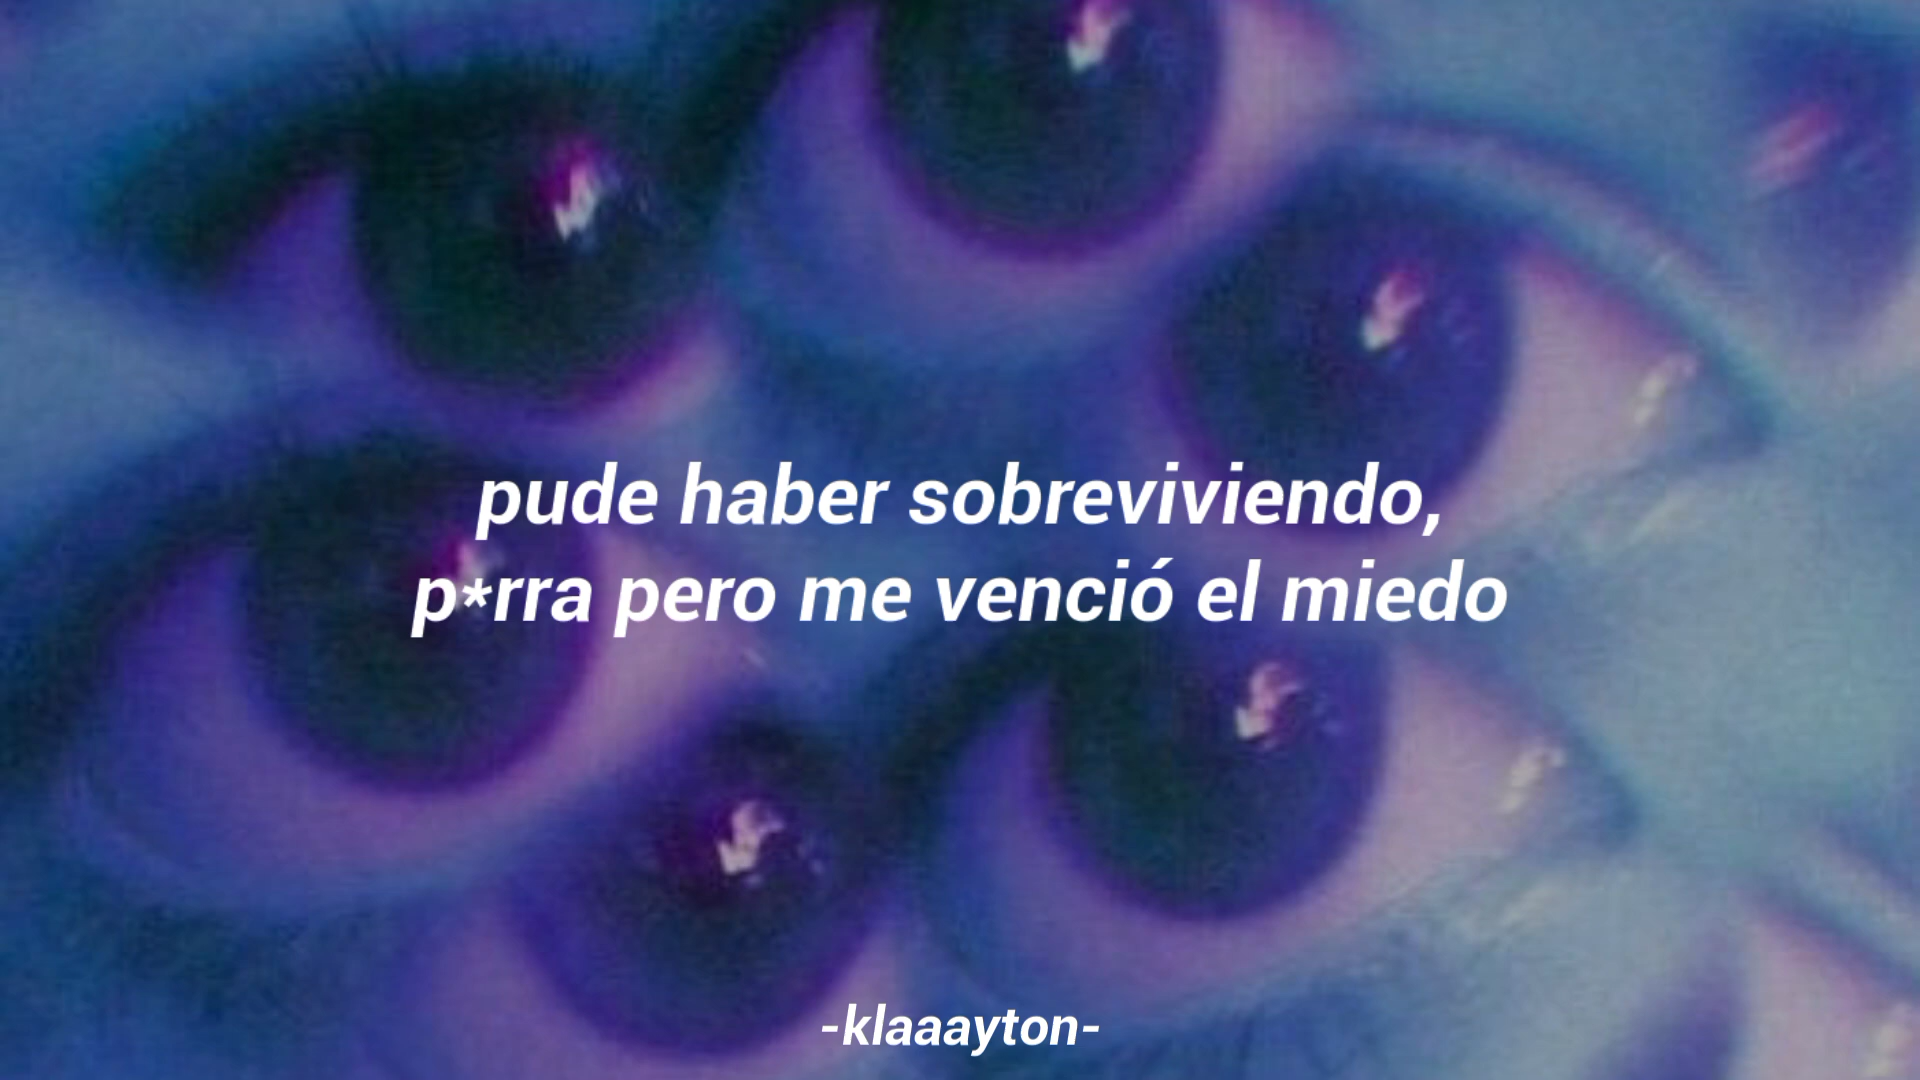 pude haber sobreviviendo,
p*rra pero me venció el miedo
-klaaayton-